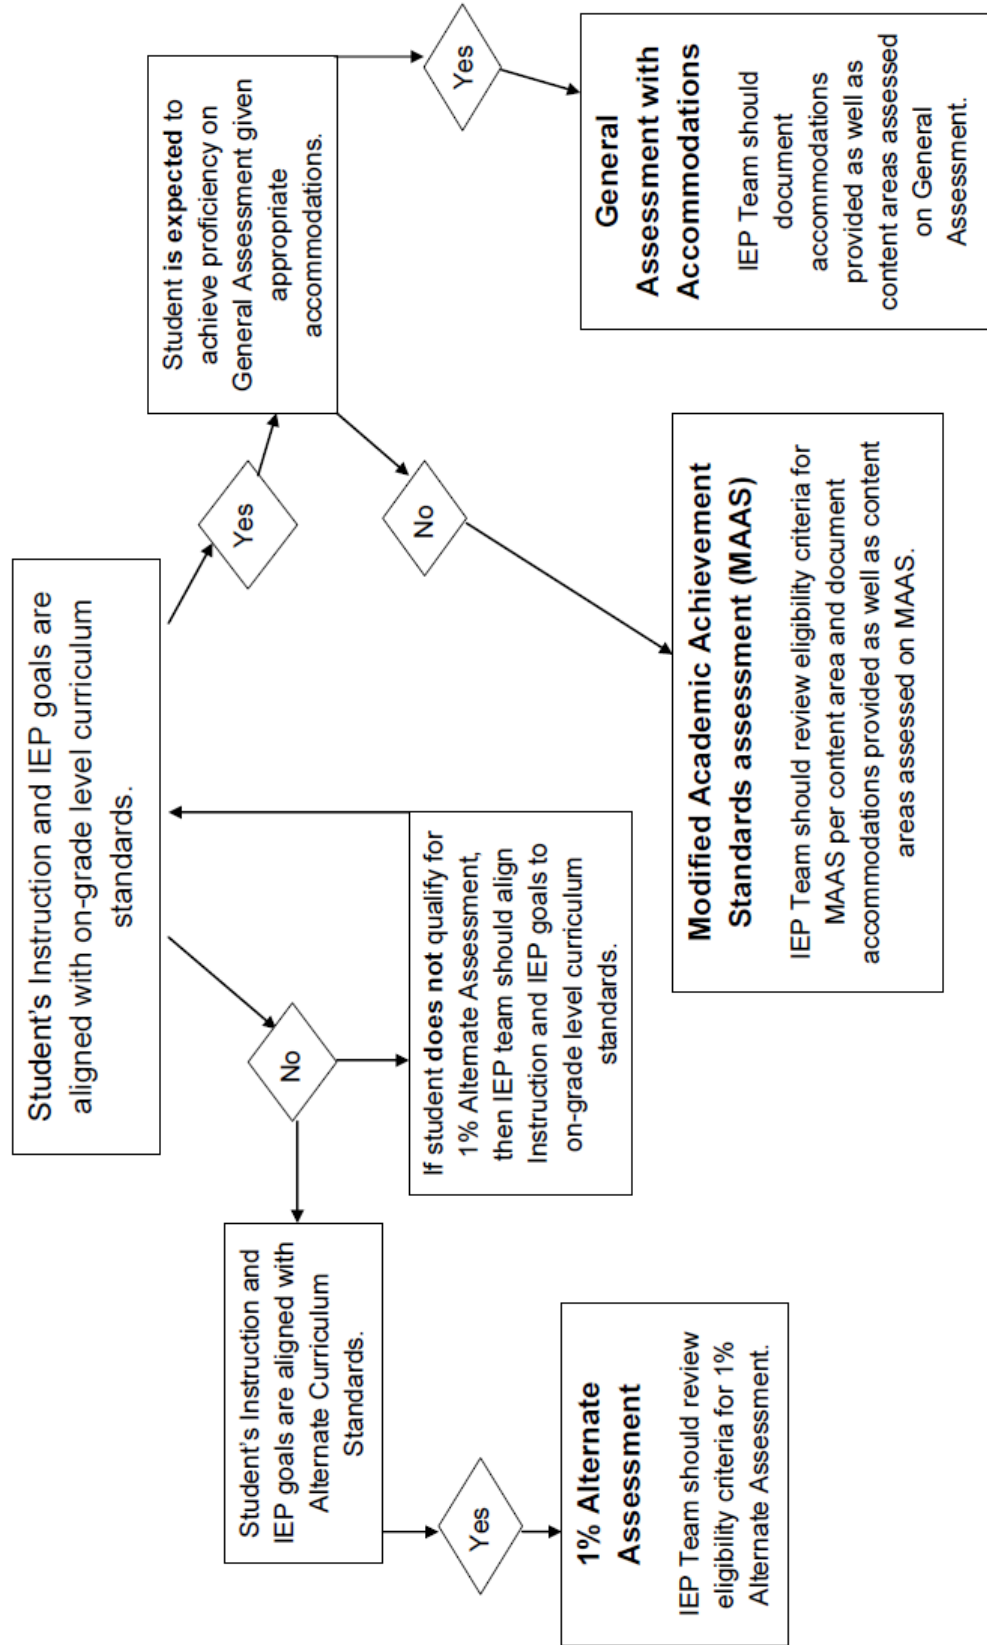 Student's Instruction and IEP goals are
aligned with on-grade level curriculum
standards.
No
Yes
Student's Instruction and
IEP goals are aligned with
Alternate Curriculum
Standards.
If student does not qualify for
1% Alternate Assessment,
then IEP team should align
Instruction and IEP goals to
on-grade level curriculum
standards.
Student is expected to
achieve proficiency on
General Assessment given
appropriate
accommodations.
Yes
No
Yes
1% Alternate
Assessment
IEP Team should review
eligibility criteria for 1%
Alternate Assessment.
Modified Academic Achievement
Standards assessment (MAAS)
IEP Team should review eligibility criteria for
MAAS per content area and document
accommodations provided as well as content
areas assessed on MAAS.
General
Assessment with
Accommodations
IEP Team should
document
accommodations
provided as well as
content areas assessed
on General
Assessment.